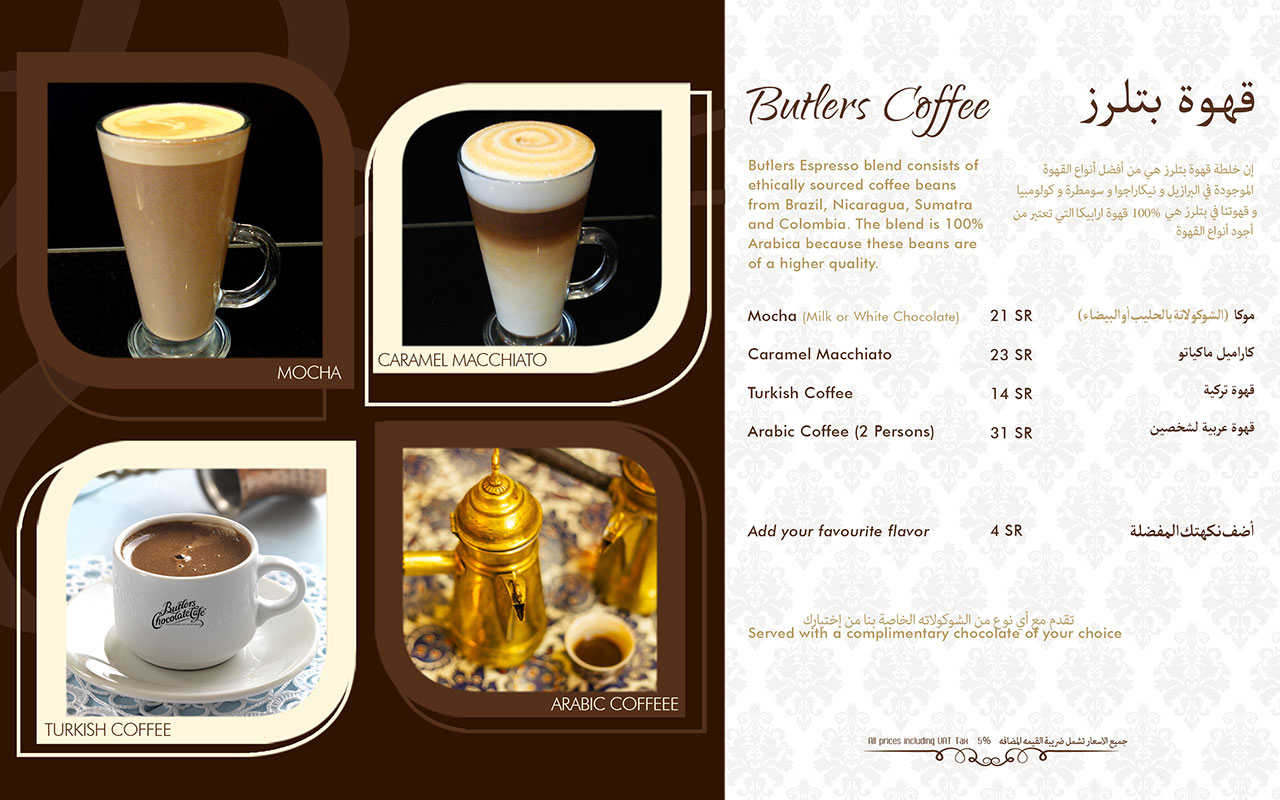 MOCHA
CARAMEL MACCHIATO
Butlers
Chocolate Café
TURKISH COFFEE
ARABIC COFFEEE
Butlers Coffee
قهوة بتلرز
Butlers Espresso blend consists of
ethically sourced coffee beans
from Brazil, Nicaragua, Sumatra
and Colombia. The blend is 100%
Arabica because these beans are
of a higher quality.
إن خلطة قهوة بتلرز هي من أفضل أنواع القهوة
الموجودة في البرازيل و نيكاراجوا و سومطرة و كولومبيا
و قهوتنا في بتلرز هي 100% قهوة ارابيكا التي تعتبر من
أجود أنواع القهوة
Mocha (Milk or White Chocolate) 21 SR موكا (الشوكولاتة بالحليب أو البيضاء)
Caramel Macchiato 23 SR كاراميل ماكياتو
Turkish Coffee 14 SR قهوة تركية
Arabic Coffee (2 Persons) 31 SR قهوة عربية لشخصين
Add your favourite flavor 4 SR أضف نكهتك المفضلة
تقدم مع أي نوع من الشوكولاته الخاصة بنا من إختيارك
Served with a complimentary chocolate of your choice
All prices including VAT Tax 5% جميع الاسعار تشمل ضريبة القيمه المضافه